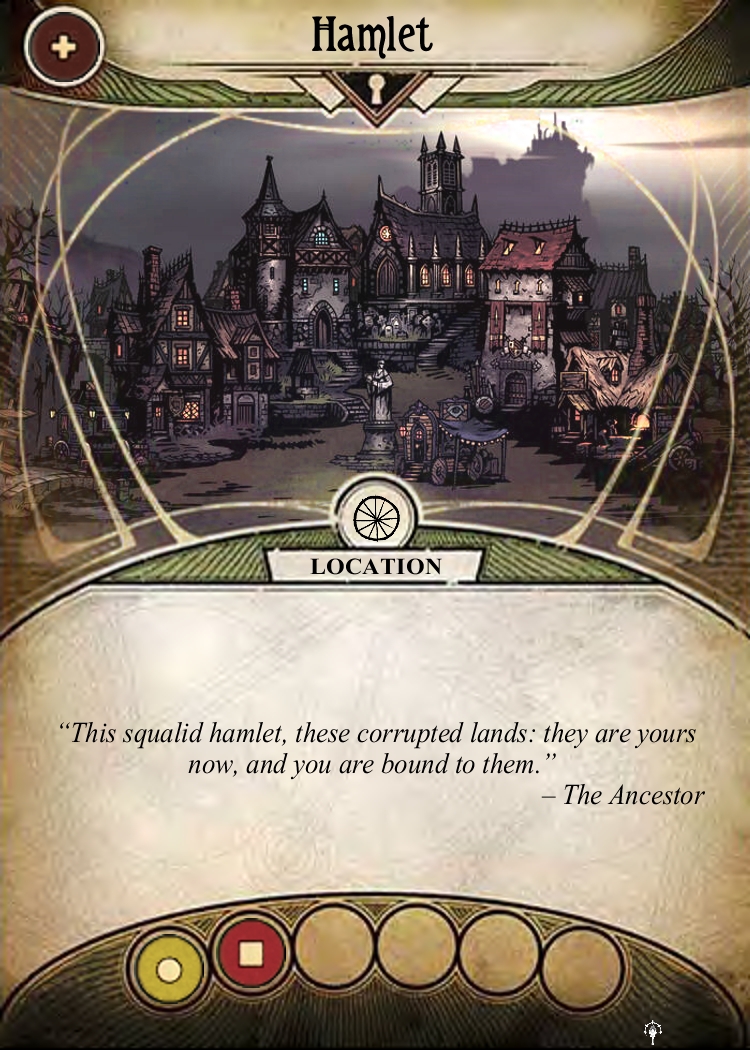 Hamlet
LOCATION
“This squalid hamlet, these corrupted lands: they are yours
now, and you are bound to them.”
– The Ancestor